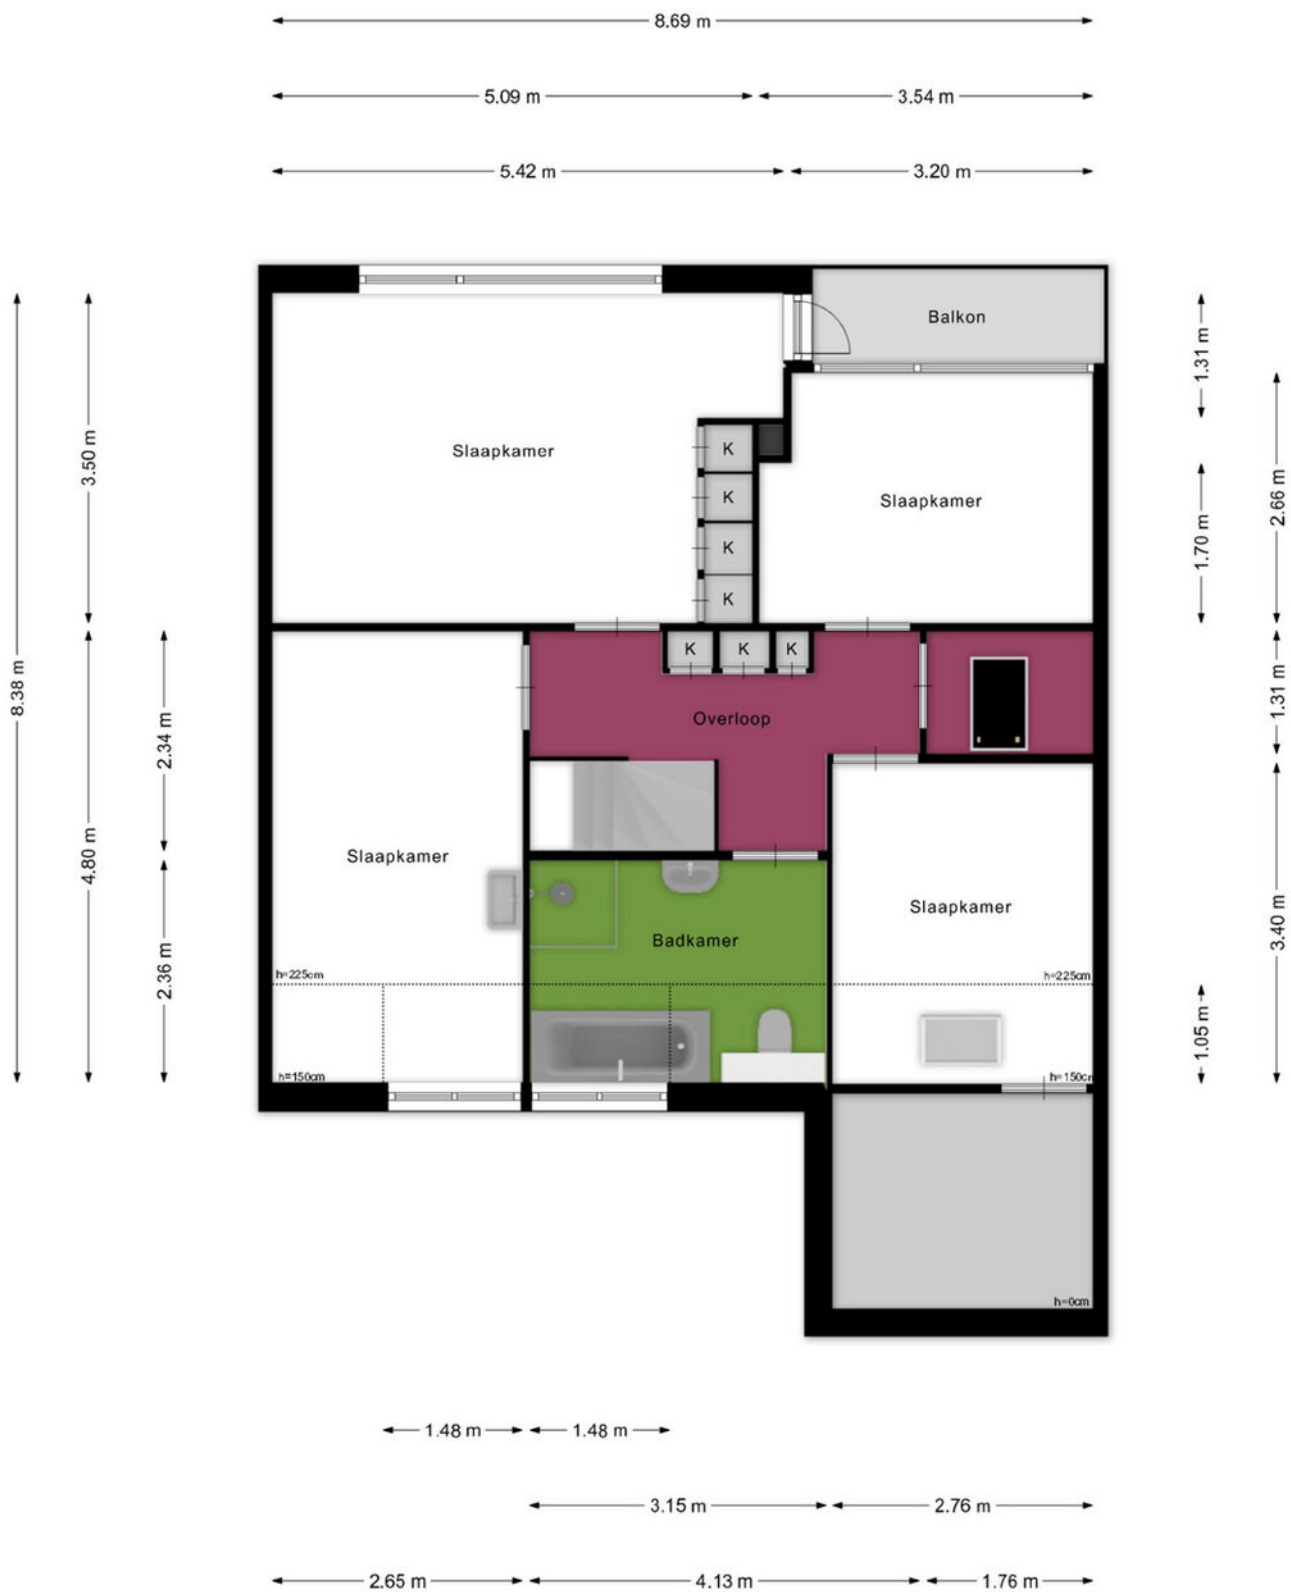 8.69 m
5.09 m
3.54 m
5.42 m
3.20 m
Balkon
1.31 m
3.50 m
Slaapkamer
K
K
K
K
Slaapkamer
1.70 m
2.66 m
8.38 m
4.80 m
2.34 m
K
K
K
Overloop
1.31 m
Slaapkamer
Slaapkamer
Badkamer
2.36 m
3.40 m
h=225cm
h=225cm
1.05 m
h=150cm
h=150cm
h=0cm
1.48 m
1.48 m
3.15 m
2.76 m
2.65 m
4.13 m
1.76 m